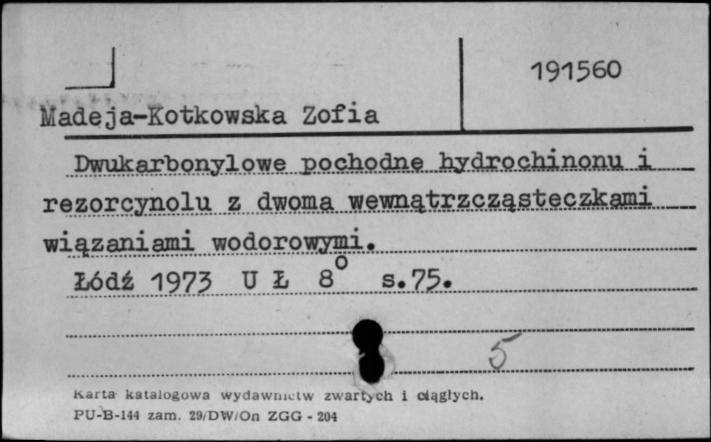 191560
Madeja-Kotkowska Zofia
Dwukarbonylowe pochodne hydrochinonu i
rezorcynolu z dwoma wewnątrzcząsteczkami
wiązaniami wodorowymi.
Łódź 1973 U Ł 8° s.75.
5
Karta katalogowa wydawnictw zwartych i ciągłych.
PU-B-144 zam. 29/DW/On ZGG - 204